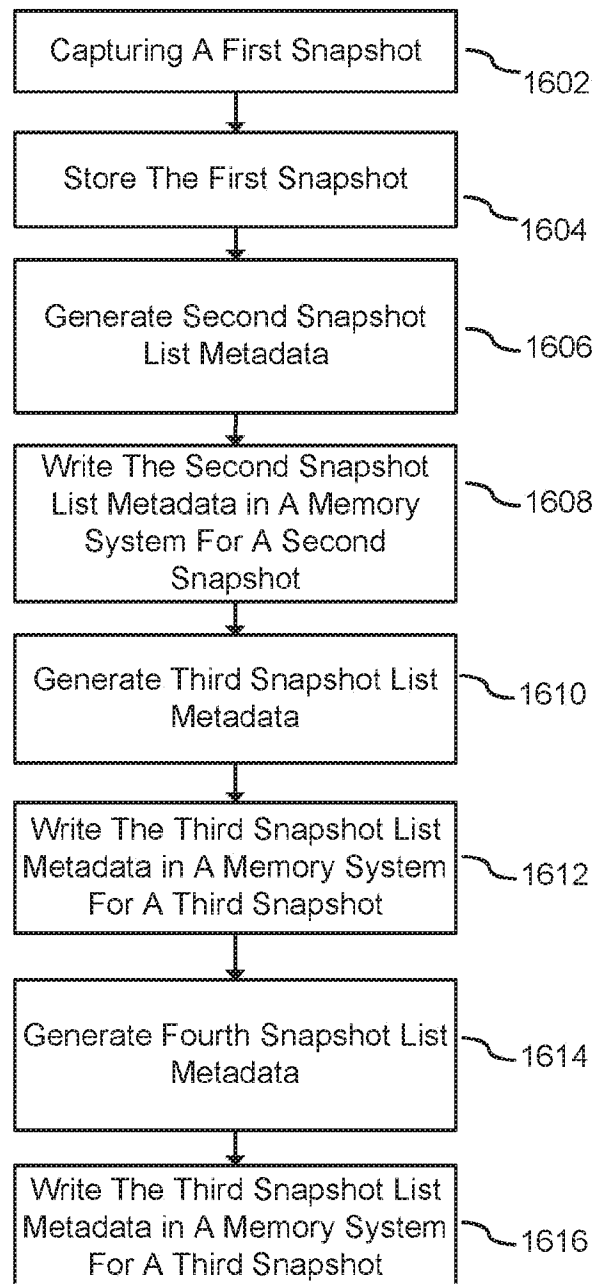 Capturing A First Snapshot
1602
Store The First Snapshot
1604
Generate Second Snapshot
List Metadata
1606
Write The Second Snapshot
List Metadata in A Memory
System For A Second
Snapshot
1608
Generate Third Snapshot List
Metadata
1610
Write The Third Snapshot List
Metadata in A Memory System
For A Third Snapshot
1612
Generate Fourth Snapshot List
Metadata
1614
Write The Third Snapshot List
Metadata in A Memory System
For A Third Snapshot
1616